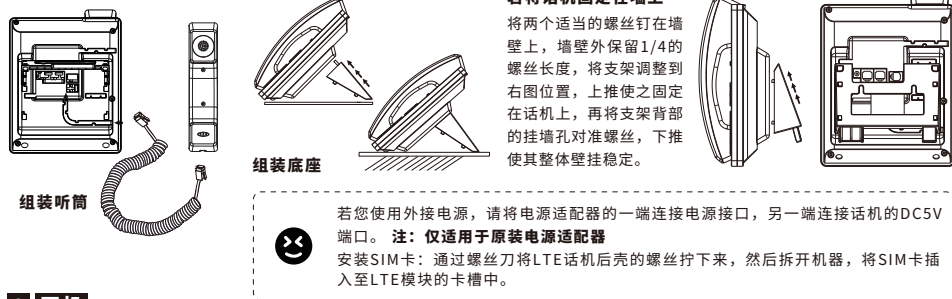 将两个适当的螺丝钉在墙
壁上，墙壁外保留1/4的
螺丝长度，将支架调整到
右图位置，上推使之固定
在话机上，再将支架背部
的挂墙孔对准螺丝，下推
使其整体壁挂稳定。
组装底座
组装听筒
若您使用外接电源，请将电源适配器的一端连接电源接口，另一端连接话机的DC5V
端口。 注：仅适用于原装电源适配器
安装SIM卡：通过螺丝刀将LTE话机后壳的螺丝拧下来，然后拆开机器，将SIM卡插
入至LTE模块的卡槽中。